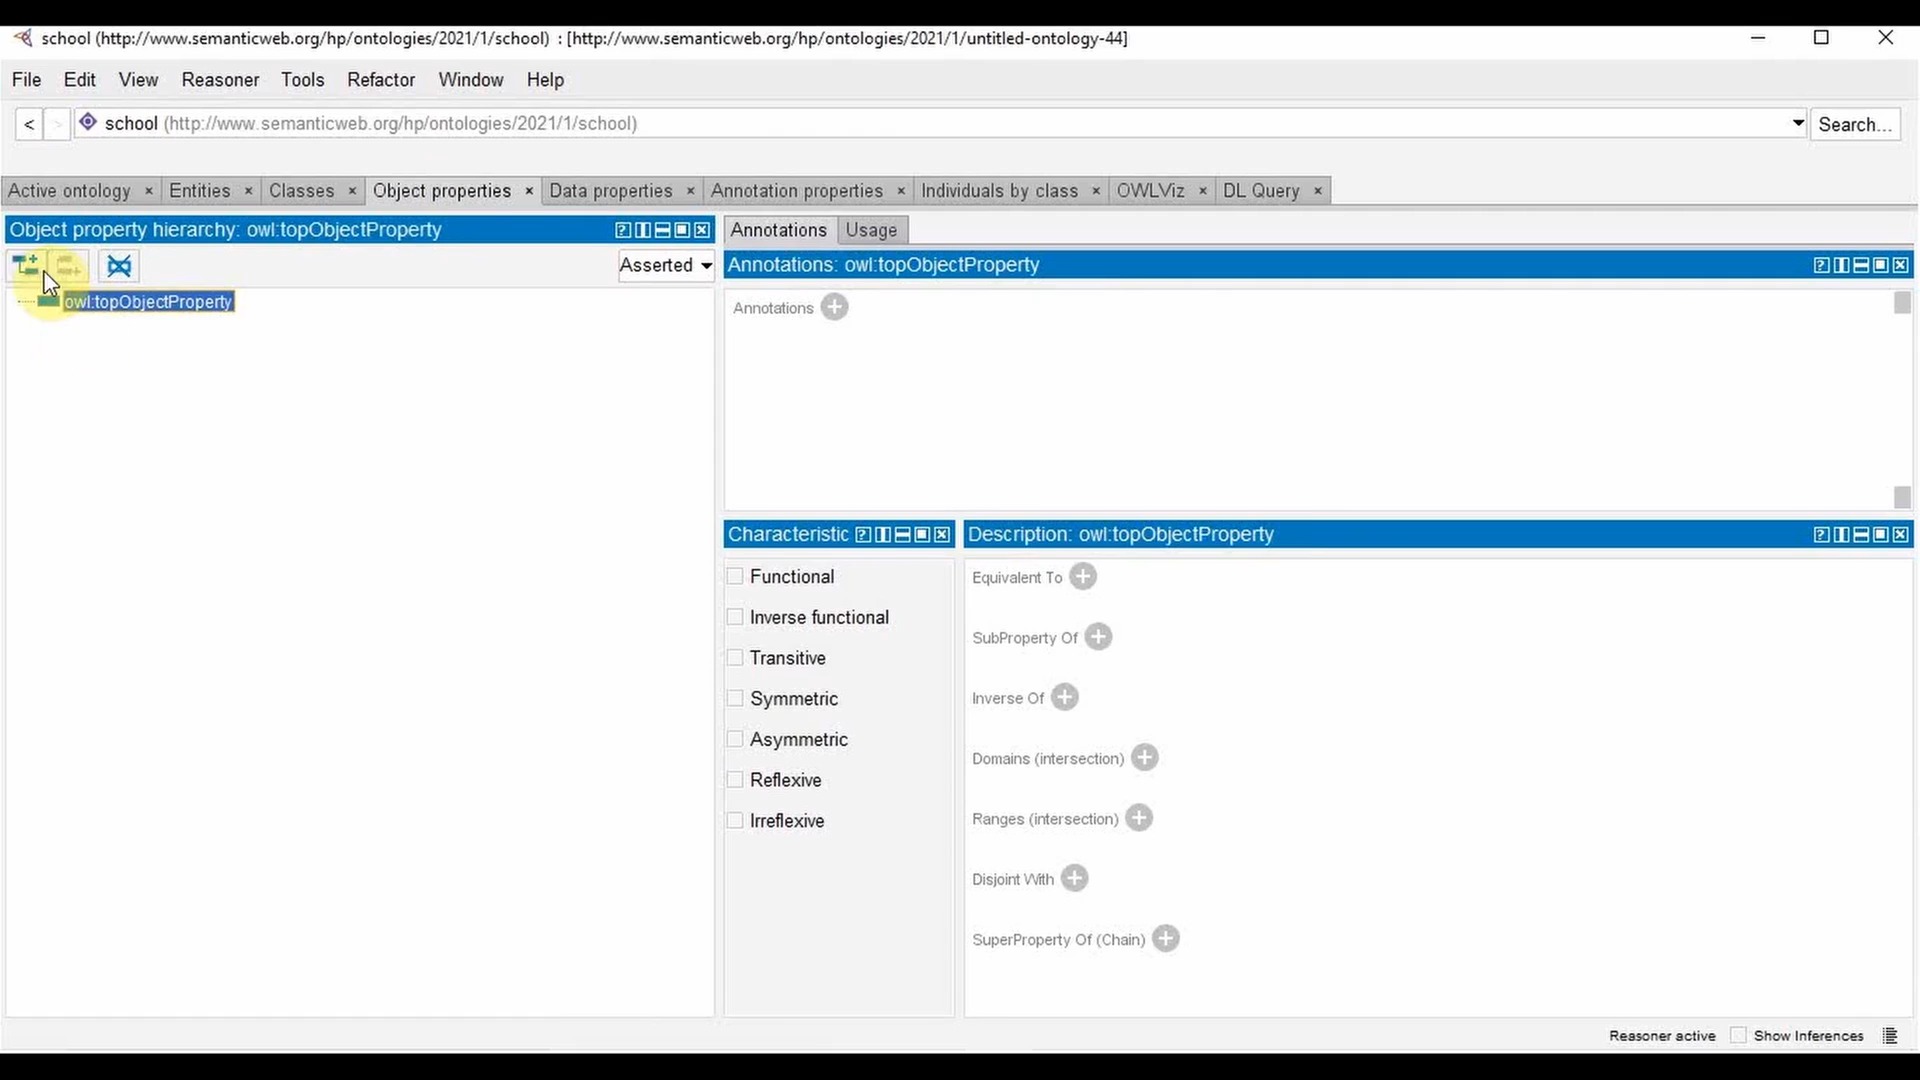 school (http://www.semanticweb.org/hp/ontologies/2021/1/school) : [http://www.semanticweb.org/hp/ontologies/2021/1/untitled-ontology-44]
File Edit View Reasoner Tools Refactor Window Help
< > school (http://www.semanticweb.org/hp/ontologies/2021/1/school) Search...
Active ontology × Entities × Classes × Object properties × Data properties × Annotation properties × Individuals by class × OWLViz × DL Query ×
Object property hierarchy: owl:topObjectProperty
Asserted
owl:topObjectProperty
Annotations Usage
Annotations: owl:topObjectProperty
Annotations
Characteristic
Functional
Inverse functional
Transitive
Symmetric
Asymmetric
Reflexive
Irreflexive
Description: owl:topObjectProperty
Equivalent To
SubProperty Of
Inverse Of
Domains (intersection)
Ranges (intersection)
Disjoint With
SuperProperty Of (Chain)
Reasoner active Show Inferences